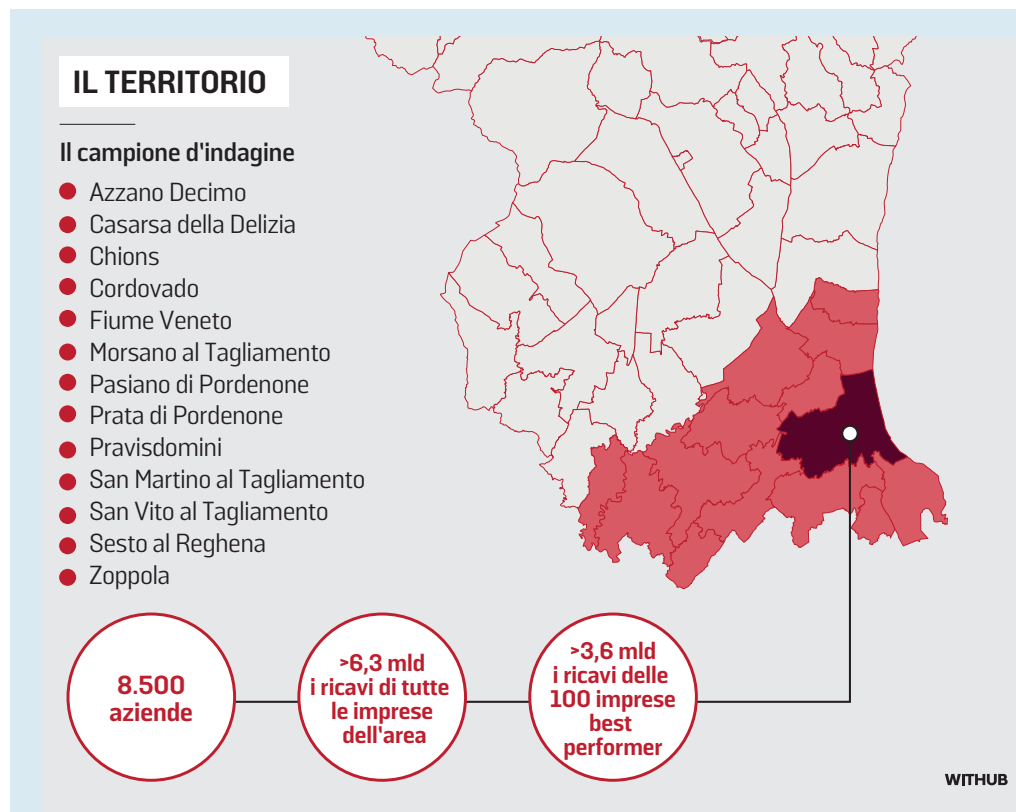 IL TERRITORIO
Il campione d'indagine
Azzano Decimo
Casarsa della Delizia
Chions
Cordovado
Fiume Veneto
Morsano al Tagliamento
Pasiano di Pordenone
Prata di Pordenone
Pravisdomini
San Martino al Tagliamento
San Vito al Tagliamento
Sesto al Reghena
Zoppola
8.500
aziende
>6,3 mld
i ricavi di tutte
le imprese
dell'area
>3,6 mld
i ricavi delle
100 imprese
best
performer
WITHUB